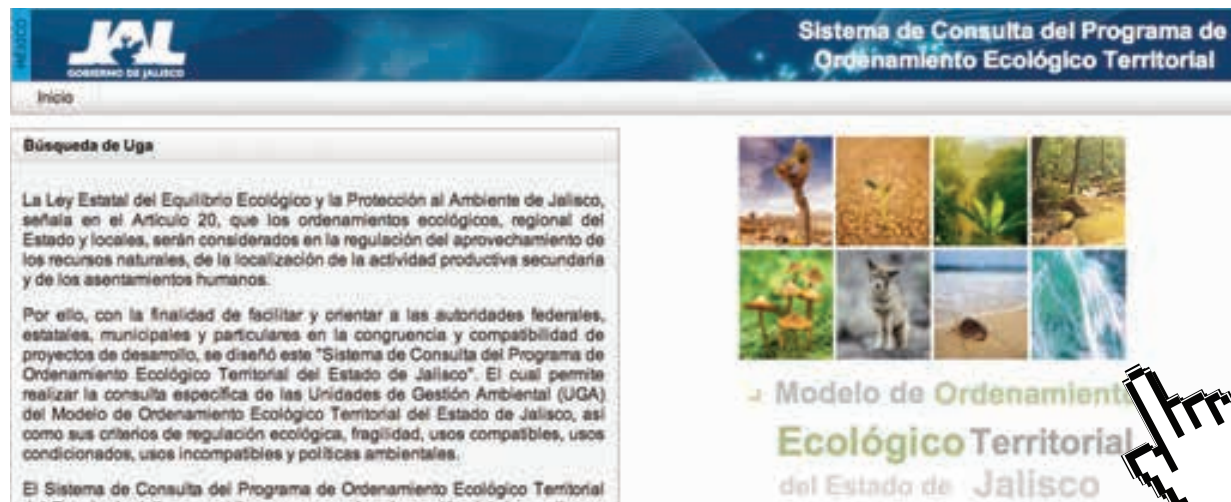 MÉXICO
JAL
GOBIERNO DE JALISCO
Sistema de Consulta del Programa de
Ordenamiento Ecológico Territorial
Inicio
Búsqueda de Uga
La Ley Estatal del Equilibrio Ecológico y la Protección al Ambiente de Jalisco,
señala en el Artículo 20, que los ordenamientos ecológicos, regional del
Estado y locales, serán considerados en la regulación del aprovechamiento de
los recursos naturales, de la localización de la actividad productiva secundaria
y de los asentamientos humanos.
Por ello, con la finalidad de facilitar y orientar a las autoridades federales,
estatales, municipales y particulares en la congruencia y compatibilidad de
proyectos de desarrollo, se diseñó este "Sistema de Consulta del Programa de
Ordenamiento Ecológico Territorial del Estado de Jalisco". El cual permite
realizar la consulta específica de las Unidades de Gestión Ambiental (UGA)
del Modelo de Ordenamiento Ecológico Territorial del Estado de Jalisco, así
como sus criterios de regulación ecológica, fragilidad, usos compatibles, usos
condicionados, usos incompatibles y políticas ambientales.
El Sistema de Consulta del Programa de Ordenamiento Ecológico Territorial
Modelo de Ordenamient
Ecológico Territorial
del Estado de Jalisco